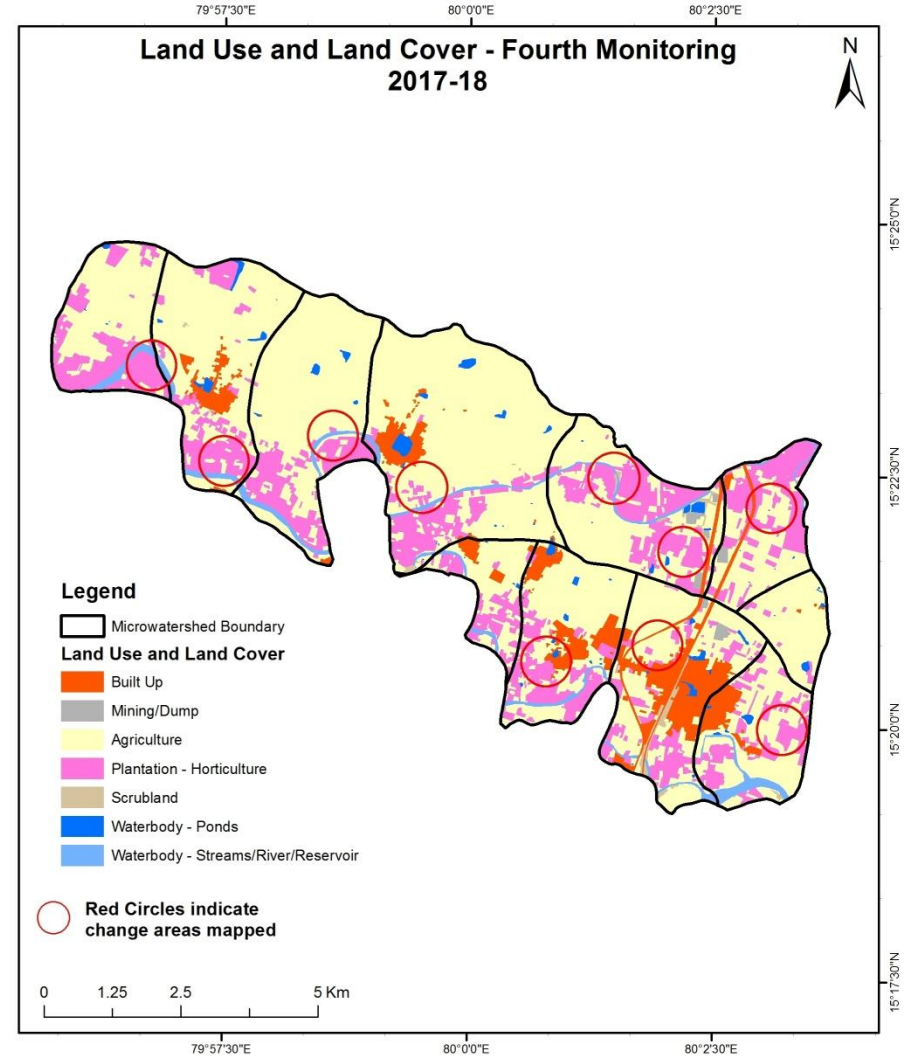 79°57'30"E
80°0'0"E
80°2'30"E
Land Use and Land Cover - Fourth Monitoring
2017-18
N
15°25'0"N
15°22'30"N
15°20'0"N
15°17'30"N
Legend
Microwatershed Boundary
Land Use and Land Cover
Built Up
Mining/Dump
Agriculture
Plantation - Horticulture
Scrubland
Waterbody - Ponds
Waterbody - Streams/River/Reservoir
Red Circles indicate
change areas mapped
0 1.25 2.5 5 Km
79°57'30"E
80°0'0"E
80°2'30"E